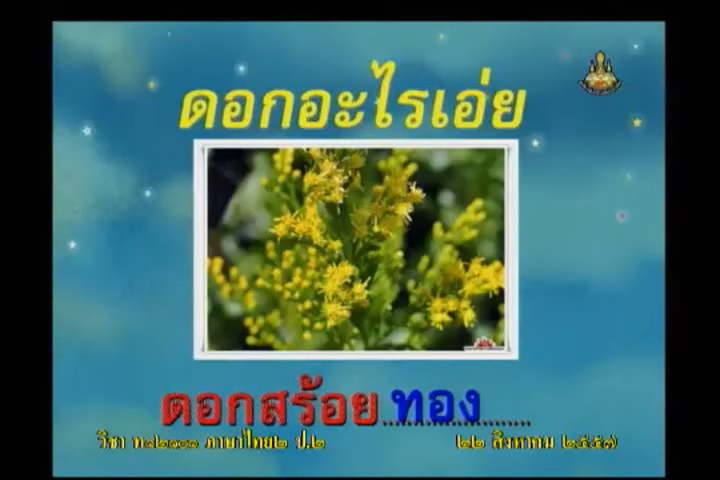 ดอกอะไรเอ่ย
ดอกสร้อยทอง
วิชา ท๑๒๑๐๑ ภาษาไทย๒ ป.๒
๒๒ สิงหาคม ๒๕๕๗